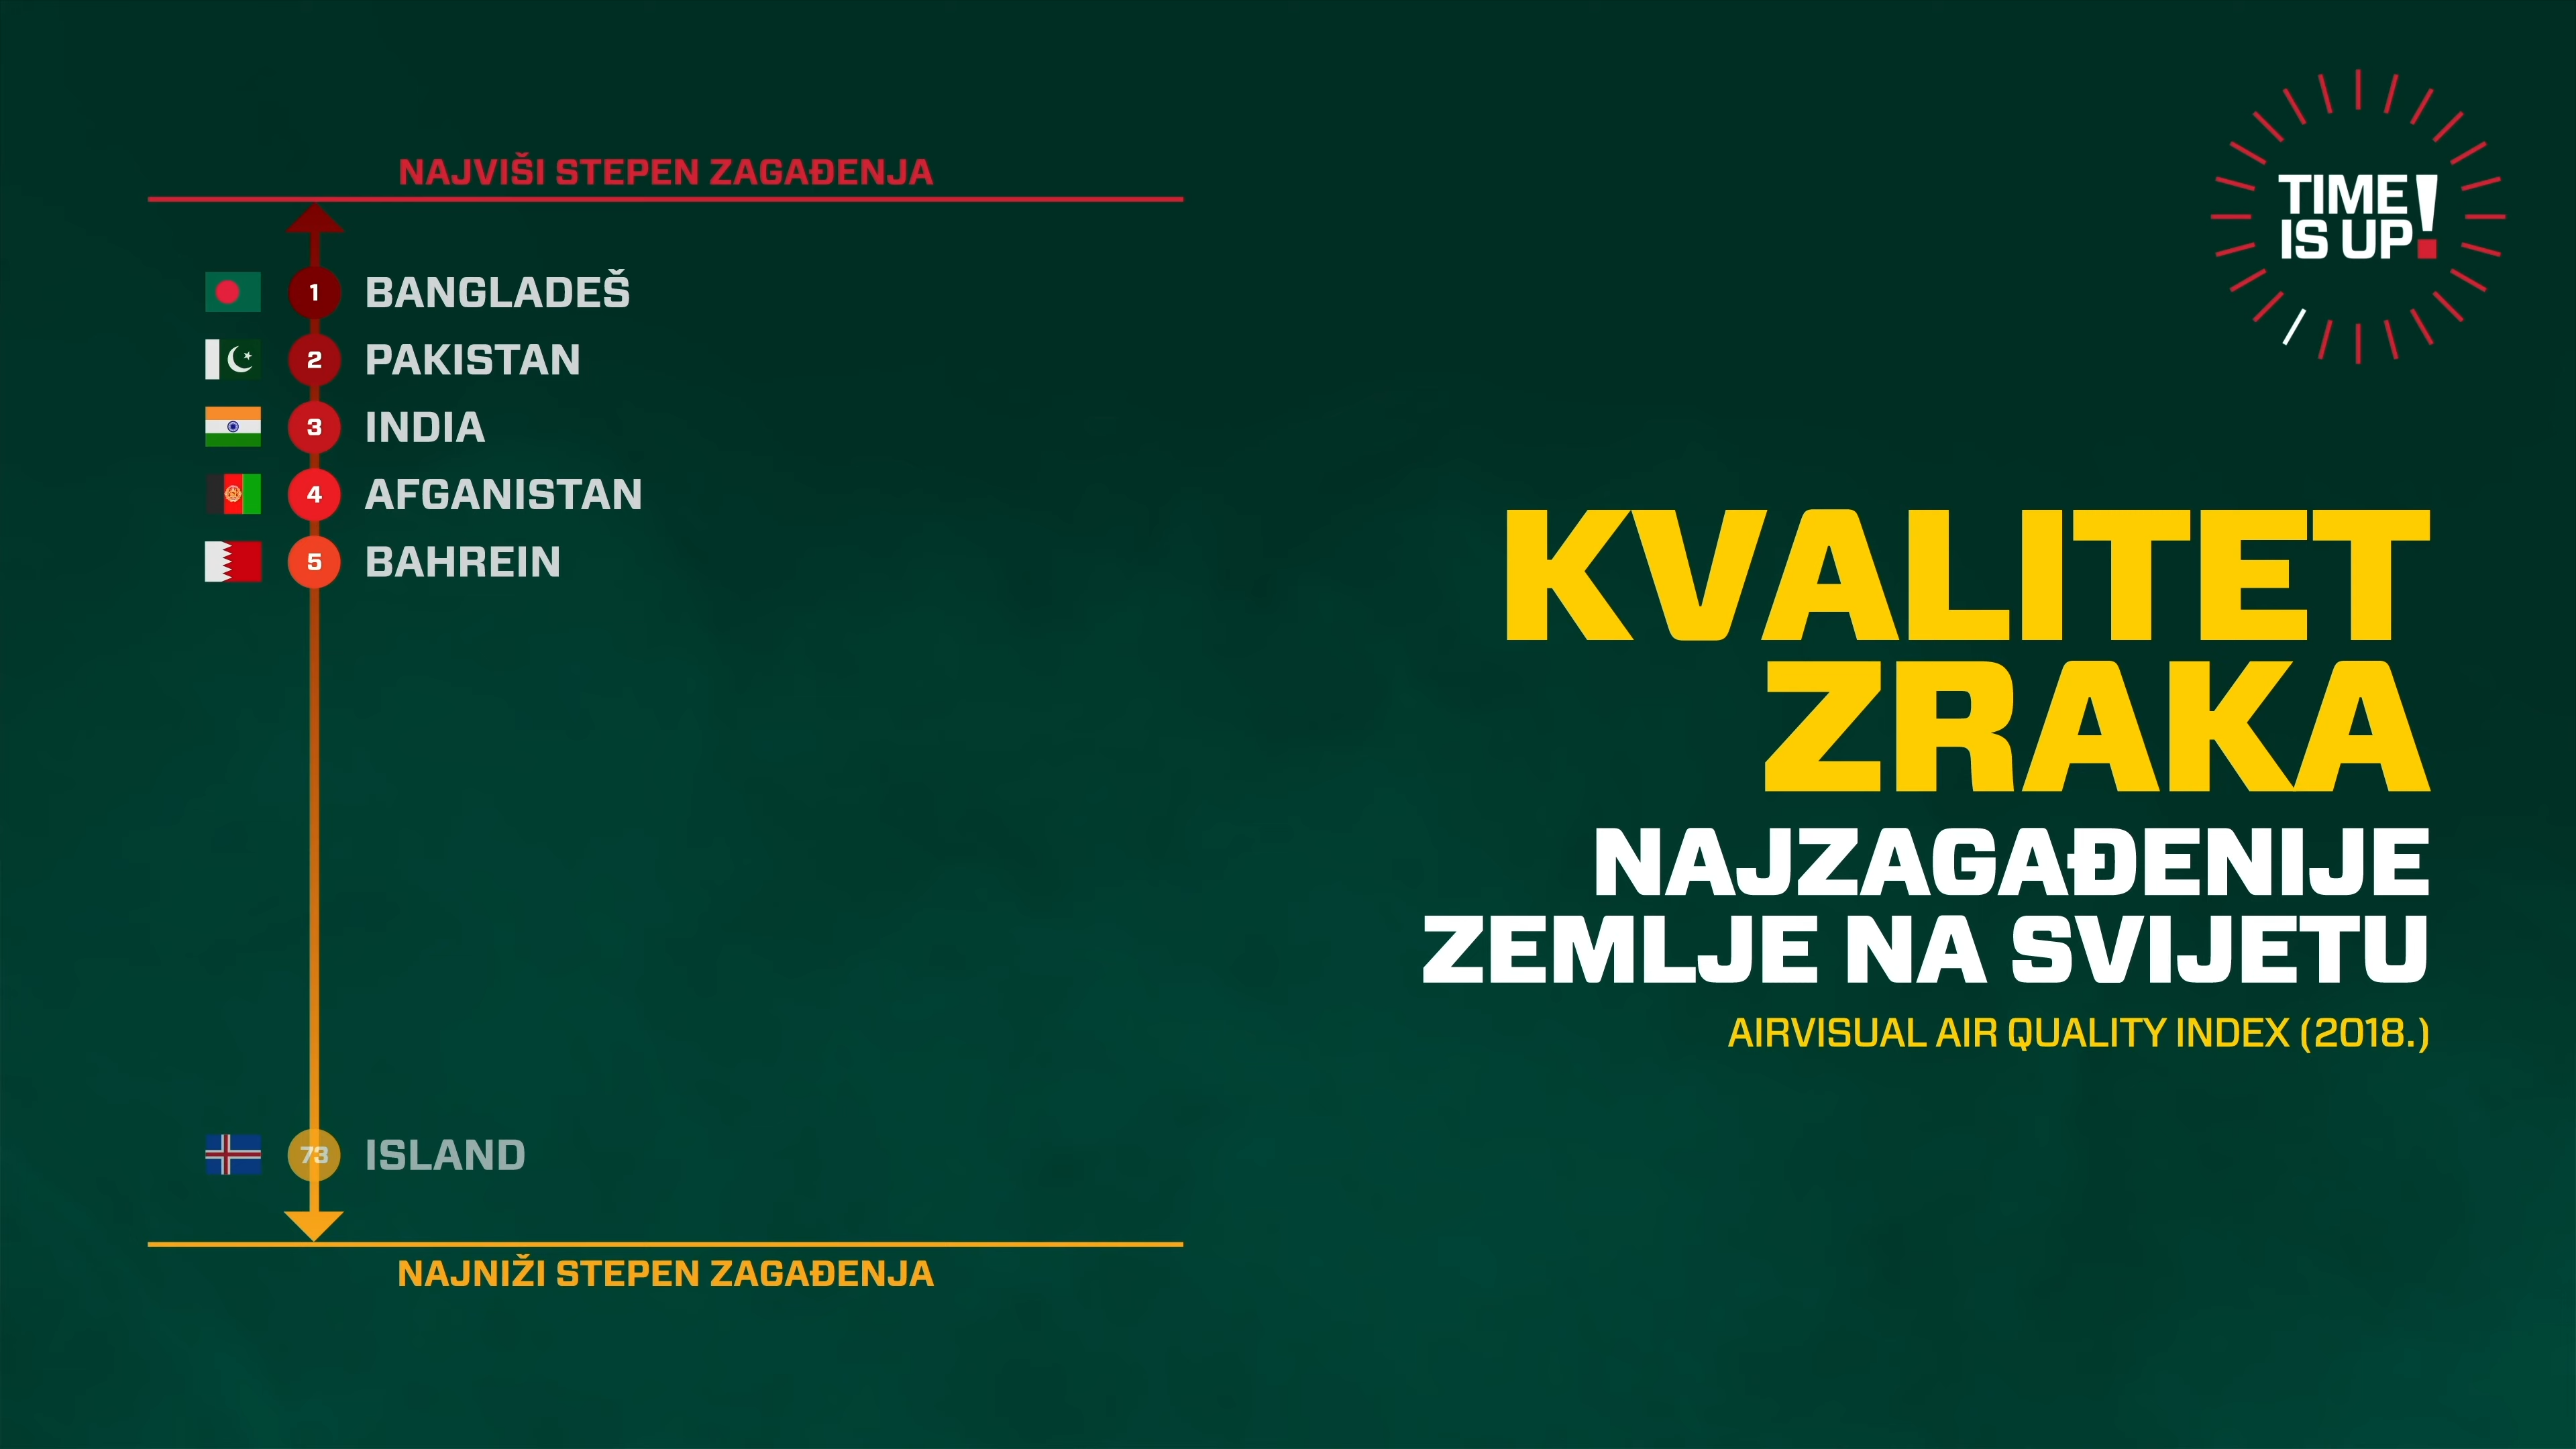 NAJVIŠI STEPEN ZAGAĐENJA
1 BANGLADEŠ
2 PAKISTAN
3 INDIA
4 AFGANISTAN
5 BAHREIN
73 ISLAND
NAJNIŽI STEPEN ZAGAĐENJA
TIME
IS UP!
KVALITET
ZRAKA
NAJZAGAĐENIJE
ZEMLJE NA SVIJETU
AIRVISUAL AIR QUALITY INDEX (2018.)